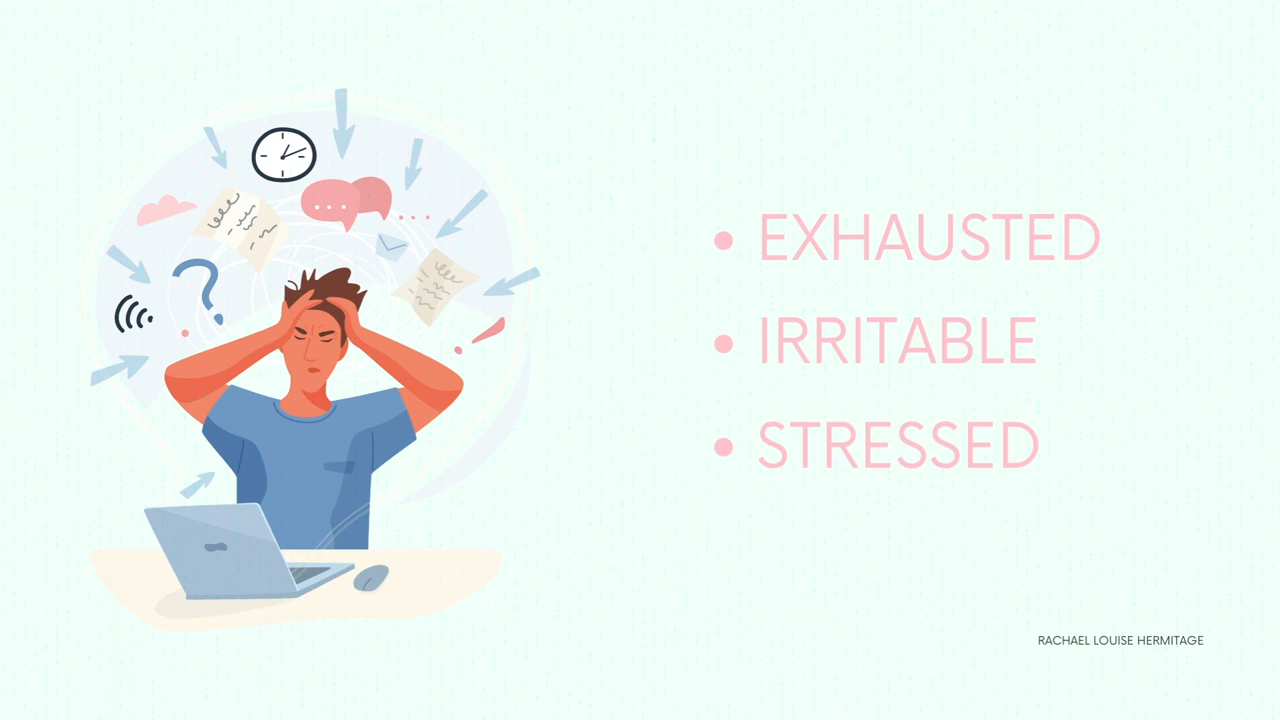 • EXHAUSTED
• IRRITABLE
• STRESSED
RACHAEL LOUISE HERMITAGE